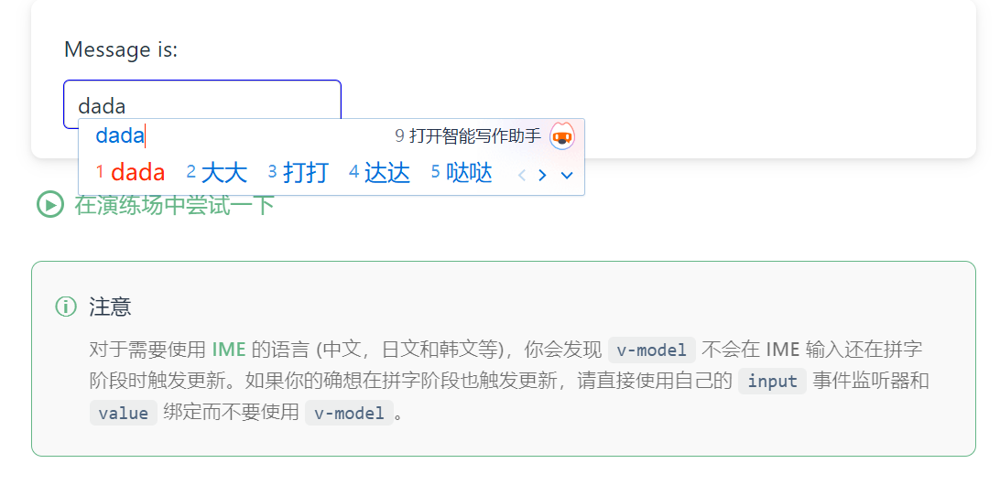 Message is:
dada
dada 9 打开智能写作助手
1 dada 2 大大 3 打打 4 达达 5 哒哒
在演练场中尝试一下
注意
对于需要使用 IME 的语言 (中文，日文和韩文等)，你会发现 v-model 不会在 IME 输入还在拼字
阶段时触发更新。如果你的确想在拼字阶段也触发更新，请直接使用自己的 input 事件监听器和
value 绑定而不要使用 v-model。